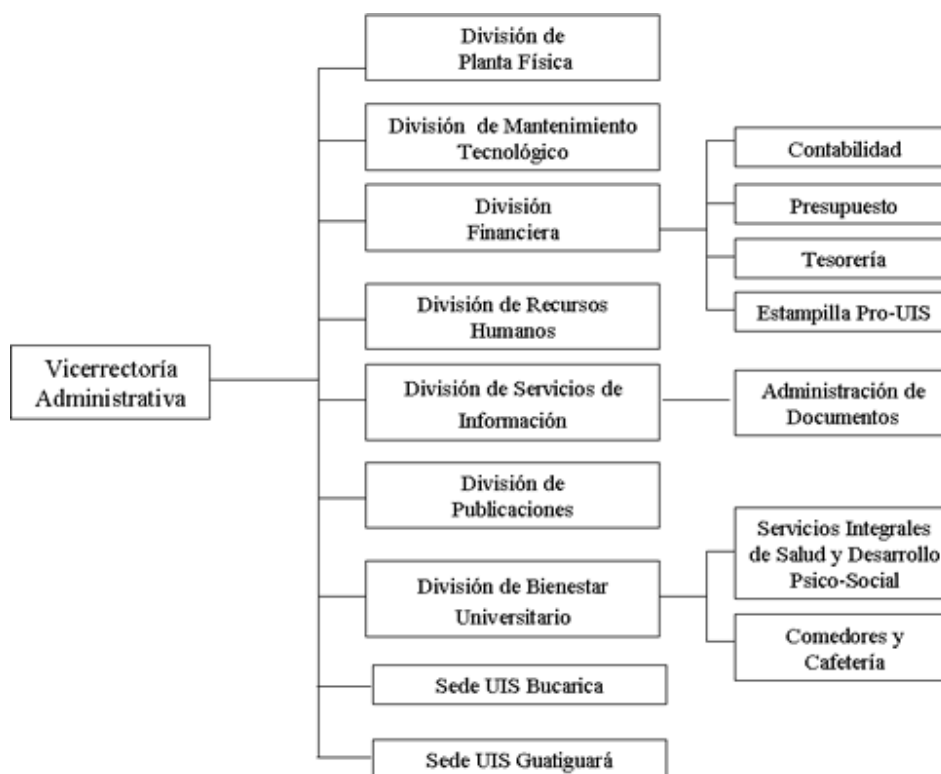 División de
Planta Física
División de Mantenimiento
Tecnológico
División
Financiera
Contabilidad
Presupuesto
Tesorería
Estampilla Pro-UIS
División de Recursos
Humanos
Vicerrectoría
Administrativa
División de Servicios de
Información
Administración de
Documentos
División de
Publicaciones
División de Bienestar
Universitario
Servicios Integrales
de Salud y Desarrollo
Psico-Social
Comedores y
Cafetería
Sede UIS Bucarica
Sede UIS Guatiguará